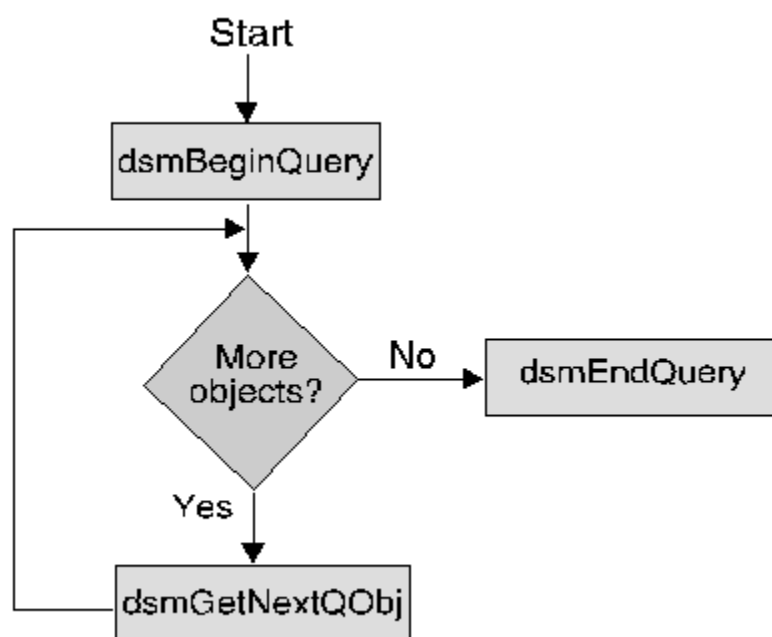 Start
dsmBeginQuery
More
objects?
No
dsmEndQuery
Yes
dsmGetNextQObj